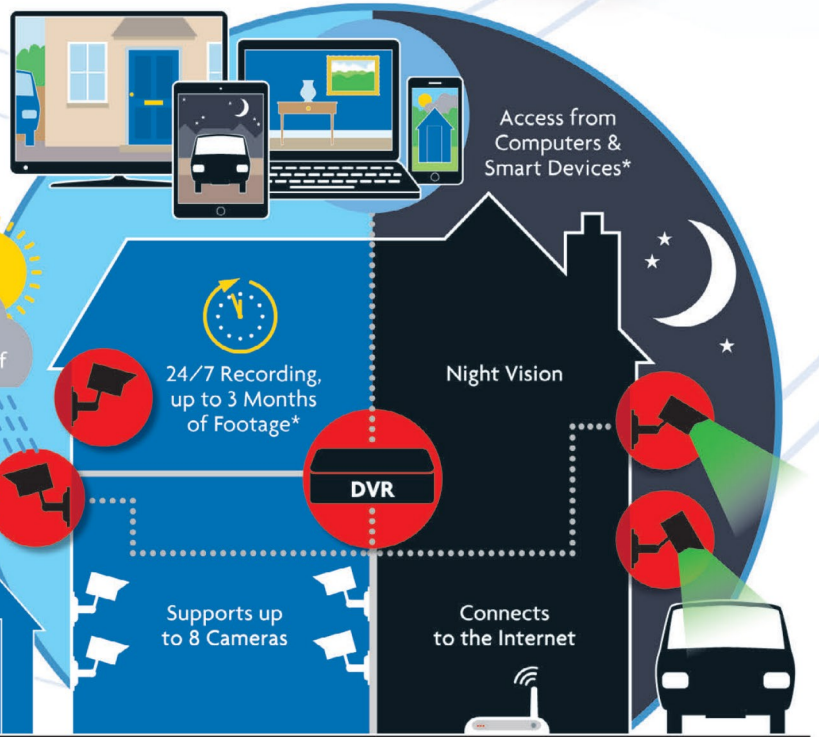 Access from
Computers &
Smart Devices*
24/7 Recording,
up to 3 Months
of Footage*
Night Vision
DVR
Supports up
to 8 Cameras
Connects
to the Internet